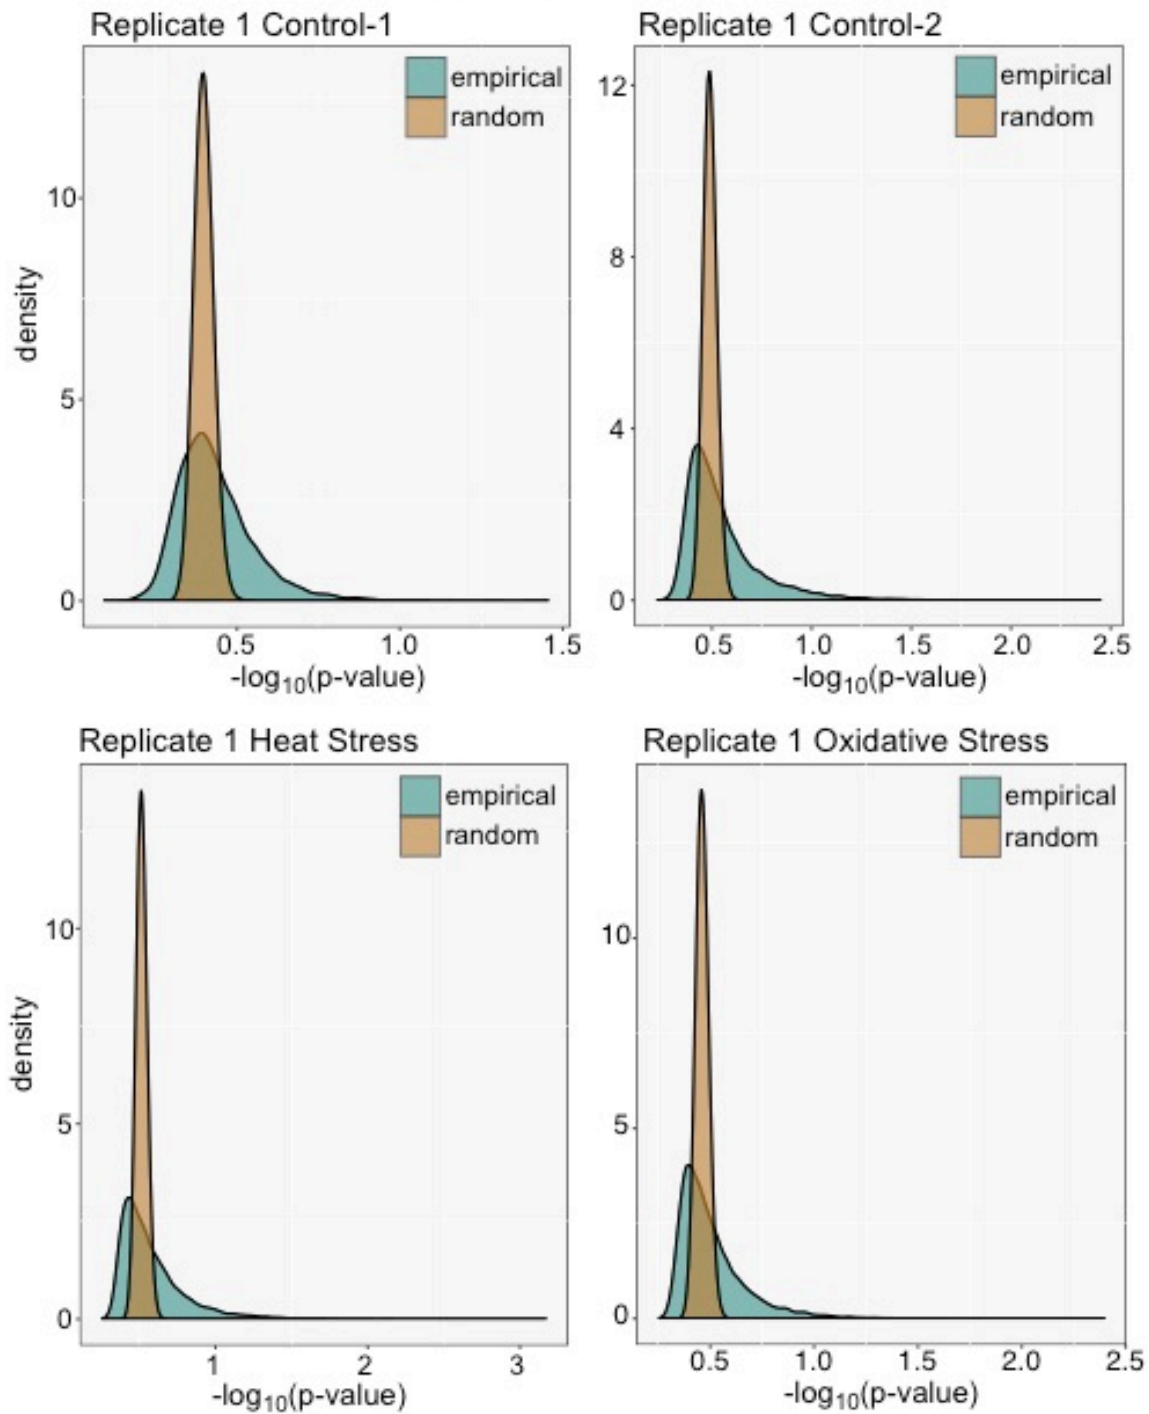 Replicate 1 Control-1
empirical
random
10
5
0
density
0.5 1.0 1.5
-log10(p-value)
Replicate 1 Control-2
empirical
random
12
8
4
0
0.5 1.0 1.5 2.0 2.5
-log10(p-value)
Replicate 1 Heat Stress
empirical
random
10
5
0
density
1 2 3
-log10(p-value)
Replicate 1 Oxidative Stress
empirical
random
10
5
0
0.5 1.0 1.5 2.0 2.5
-log10(p-value)